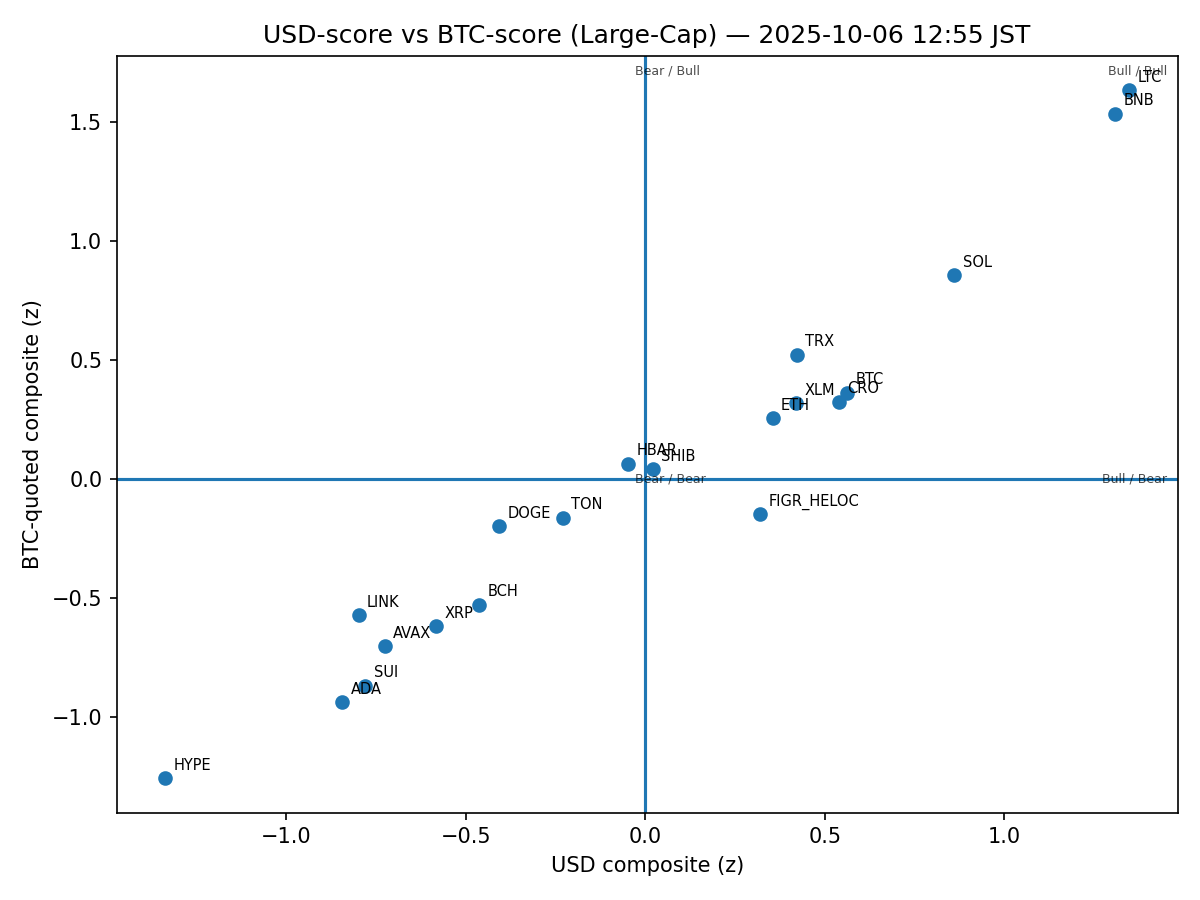 USD-score vs BTC-score (Large-Cap) — 2025-10-06 12:55 JST
Bear / Bull
Bull / Bull
LTC
BNB
1.5
1.0
SOL
0.5
TRX
BTC
CRO
XLM
ETH
HBAR
SHIB
0.0
Bear / Bear
Bull / Bear
FIGR_HELOC
TON
DOGE
BCH
−0.5
LINK
XRP
AVAX
SUI
ADA
−1.0
HYPE
−1.0
−0.5
0.0
0.5
1.0
USD composite (z)
BTC-quoted composite (z)